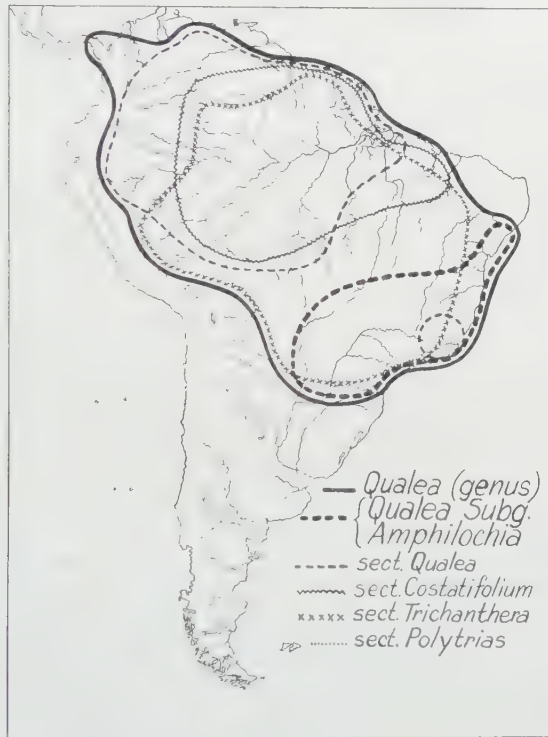 Qualea (genus)
{Qualea Subg.
Amphilochia
sect. Qualea
sect. Costatifolium
sect. Trichanthera
sect. Polytrias